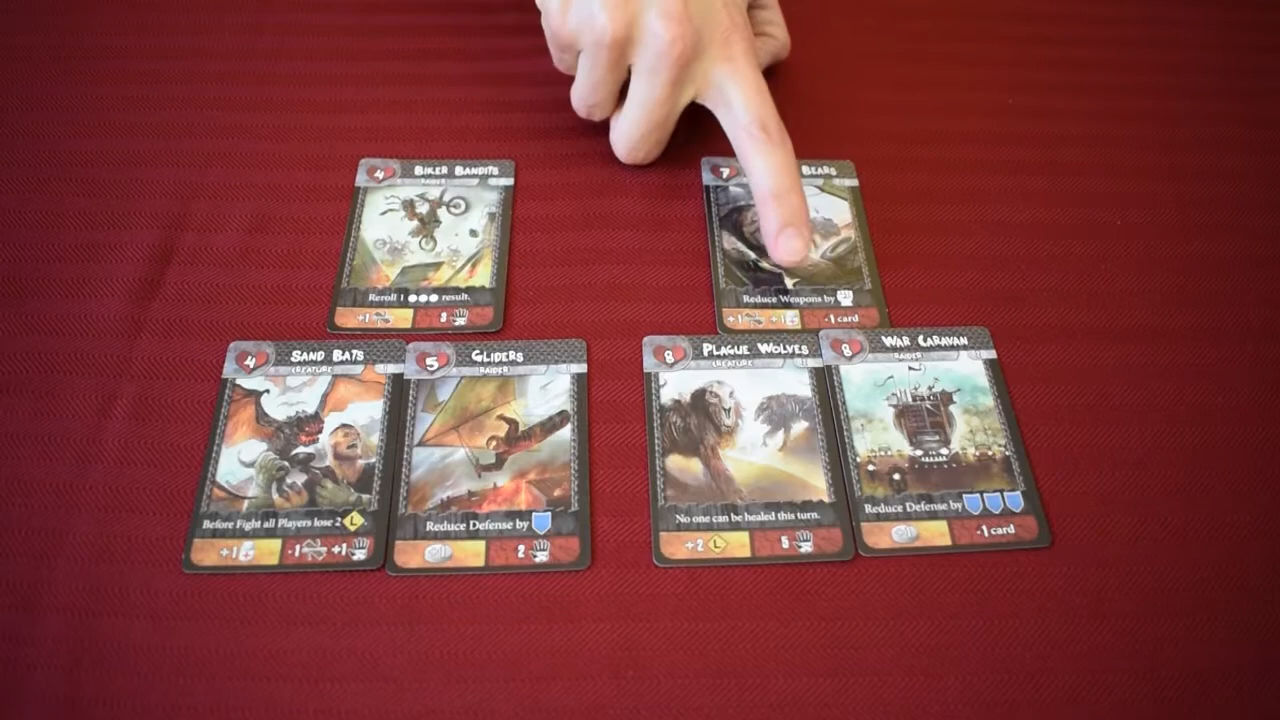 4 BIKER BANDITS
RAIDER
Reroll 1 result.
+1 3
7 BEARS
Reduce Weapons by
+1 +1 -1 card
4 SAND BATS
CREATURE I
Before Fight all Players lose 2 L
+1 -1 +1
5 GLIDERS
RAIDER I
Reduce Defense by
2
8 PLAGUE WOLVES
CREATURE II
No one can be healed this turn.
+2 L 5
8 WAR CARAVAN
RAIDER II
Reduce Defense by
-1 card